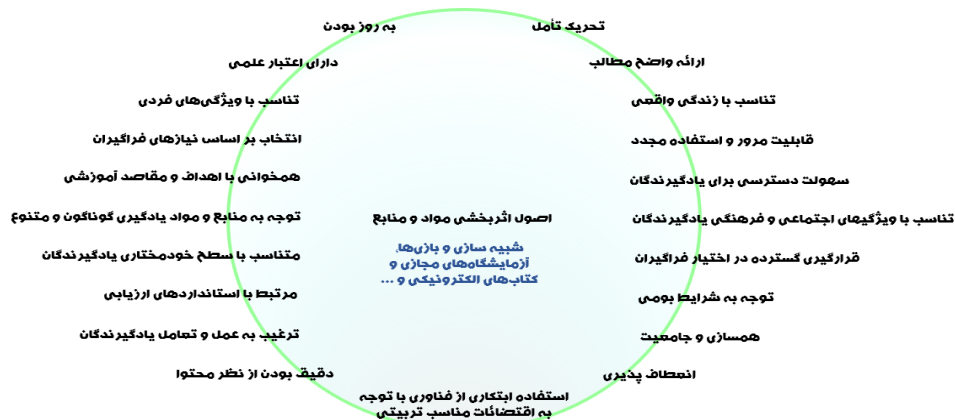 تحریک تأمل
به روز بودن
ارائه واضح مطالب
دارای اعتبار علمی
تناسب با زندگی واقعی
تناسب با ویژگی‌های فردی
قابلیت مرور و استفاده مجدد
انتخاب بر اساس نیازهای فراگیران
سهولت دسترسی برای یادگیرندگان
همخوانی با اهداف و مقاصد آموزشی
تناسب با ویژگیهای اجتماعی و فرهنگی یادگیرندگان
اصول اثربخشی مواد و منابع
توجه به منابع و مواد یادگیری گوناگون و متنوع
شبیه سازی و بازی‌ها،
آزمایشگاه‌های مجازی و
کتاب‌های الکترونیکی و ...
قرارگیری گسترده در اختیار فراگیران
متناسب با سطح خودمختاری یادگیرندگان
توجه به شرایط بومی
مرتبط با استانداردهای ارزیابی
همسازی و جامعیت
ترغیب به عمل و تعامل یادگیرندگان
انعطاف پذیری
دقیق بودن از نظر محتوا
استفاده ابتکاری از فناوری با توجه
به اقتضائات مناسب تربیتی